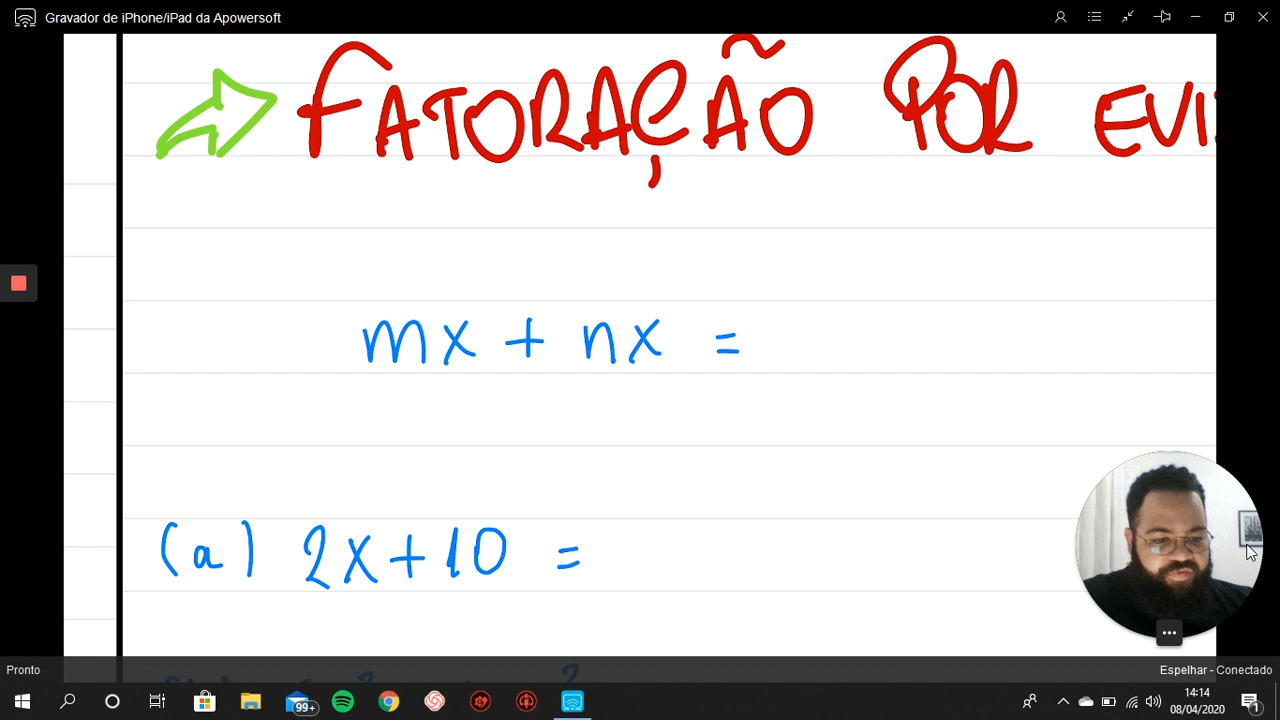 Gravador de iPhone/iPad da Apowersoft
FATORAÇÃO POR EVI
mx + nx =
(a) 2x+10 =
Pronto
Espelhar - Conectado
99+
14:14
08/04/2020
1